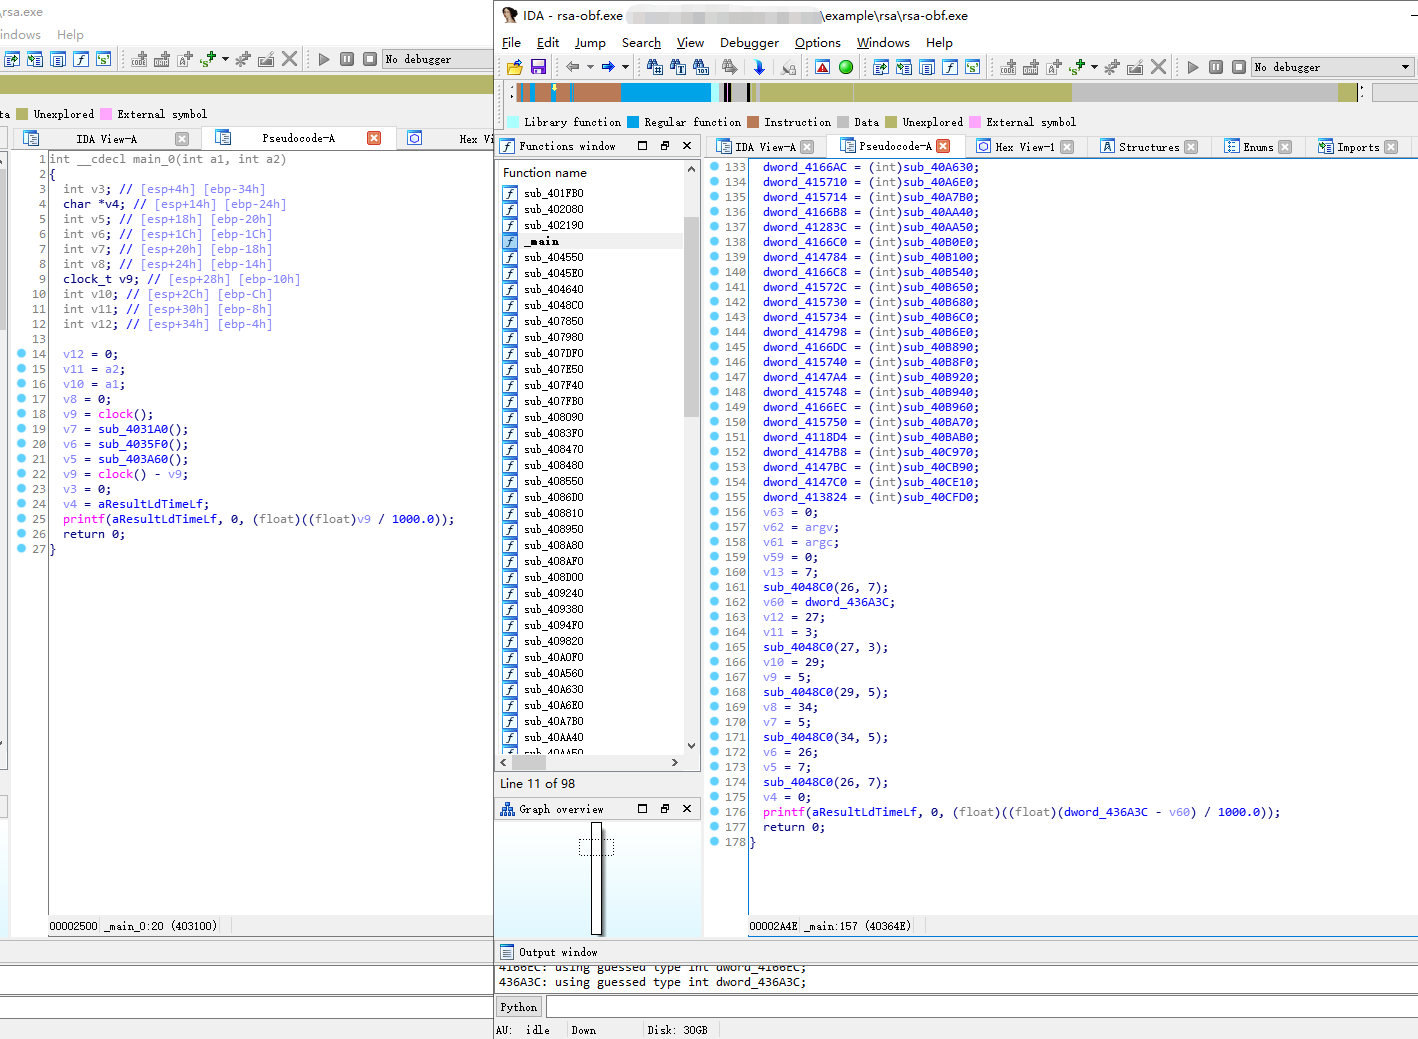 \rsa.exe
indows Help
No debugger
ta Unexplored External symbol
IDA View-A Pseudocode-A Hex Vi
1 int __cdecl main_0(int a1, int a2)
2 {
3 int v3; // [esp+4h] [ebp-34h]
4 char *v4; // [esp+14h] [ebp-24h]
5 int v5; // [esp+18h] [ebp-20h]
6 int v6; // [esp+1Ch] [ebp-1Ch]
7 int v7; // [esp+20h] [ebp-18h]
8 int v8; // [esp+24h] [ebp-14h]
9 clock_t v9; // [esp+28h] [ebp-10h]
10 int v10; // [esp+2Ch] [ebp-Ch]
11 int v11; // [esp+30h] [ebp-8h]
12 int v12; // [esp+34h] [ebp-4h]
13
14 v12 = 0;
15 v11 = a2;
16 v10 = a1;
17 v8 = 0;
18 v9 = clock();
19 v7 = sub_4031A0();
20 v6 = sub_4035F0();
21 v5 = sub_403A60();
22 v9 = clock() - v9;
23 v3 = 0;
24 v4 = aResultLdTimeLf;
25 printf(aResultLdTimeLf, 0, (float)((float)v9 / 1000.0));
26 return 0;
27 }
00002500 _main_0:20 (403100)
IDA - rsa-obf.exe \example\rsa\rsa-obf.exe
File Edit Jump Search View Debugger Options Windows Help
No debugger
Library function Regular function Instruction Data Unexplored External symbol
Functions window
Function name
sub_401FB0
sub_402080
sub_402190
_main
sub_404550
sub_4045E0
sub_404640
sub_4048C0
sub_407850
sub_407980
sub_407DF0
sub_407E50
sub_407F40
sub_407FB0
sub_408090
sub_4083F0
sub_408470
sub_408480
sub_408550
sub_4086D0
sub_408810
sub_408950
sub_408A80
sub_408AF0
sub_408D00
sub_409240
sub_409380
sub_4094F0
sub_409820
sub_40A0F0
sub_40A560
sub_40A630
sub_40A6E0
sub_40A7B0
sub_40AA40
sub_40AA50
Line 11 of 98
Graph overview
IDA View-A Pseudocode-A Hex View-1 Structures Enums Imports
133 dword_4166AC = (int)sub_40A630;
134 dword_415710 = (int)sub_40A6E0;
135 dword_415714 = (int)sub_40A7B0;
136 dword_4166B8 = (int)sub_40AA40;
137 dword_41283C = (int)sub_40AA50;
138 dword_4166C0 = (int)sub_40B0E0;
139 dword_414784 = (int)sub_40B100;
140 dword_4166C8 = (int)sub_40B540;
141 dword_41572C = (int)sub_40B650;
142 dword_415730 = (int)sub_40B680;
143 dword_415734 = (int)sub_40B6C0;
144 dword_414798 = (int)sub_40B6E0;
145 dword_4166DC = (int)sub_40B890;
146 dword_415740 = (int)sub_40B8F0;
147 dword_4147A4 = (int)sub_40B920;
148 dword_415748 = (int)sub_40B940;
149 dword_4166EC = (int)sub_40B960;
150 dword_415750 = (int)sub_40BA70;
151 dword_4118D4 = (int)sub_40BAB0;
152 dword_4147B8 = (int)sub_40C970;
153 dword_4147BC = (int)sub_40CB90;
154 dword_4147C0 = (int)sub_40CE10;
155 dword_413824 = (int)sub_40CFD0;
156 v63 = 0;
157 v62 = argv;
158 v61 = argc;
159 v59 = 0;
160 v13 = 7;
161 sub_4048C0(26, 7);
162 v60 = dword_436A3C;
163 v12 = 27;
164 v11 = 3;
165 sub_4048C0(27, 3);
166 v10 = 29;
167 v9 = 5;
168 sub_4048C0(29, 5);
169 v8 = 34;
170 v7 = 5;
171 sub_4048C0(34, 5);
172 v6 = 26;
173 v5 = 7;
174 sub_4048C0(26, 7);
175 v4 = 0;
176 printf(aResultLdTimeLf, 0, (float)((float)(dword_436A3C - v60) / 1000.0));
177 return 0;
178 }
00002A4E _main:157 (40364E)
Output window
4166EC: using guessed type int dword_4166EC;
436A3C: using guessed type int dword_436A3C;
Python
AU: idle Down Disk: 30GB